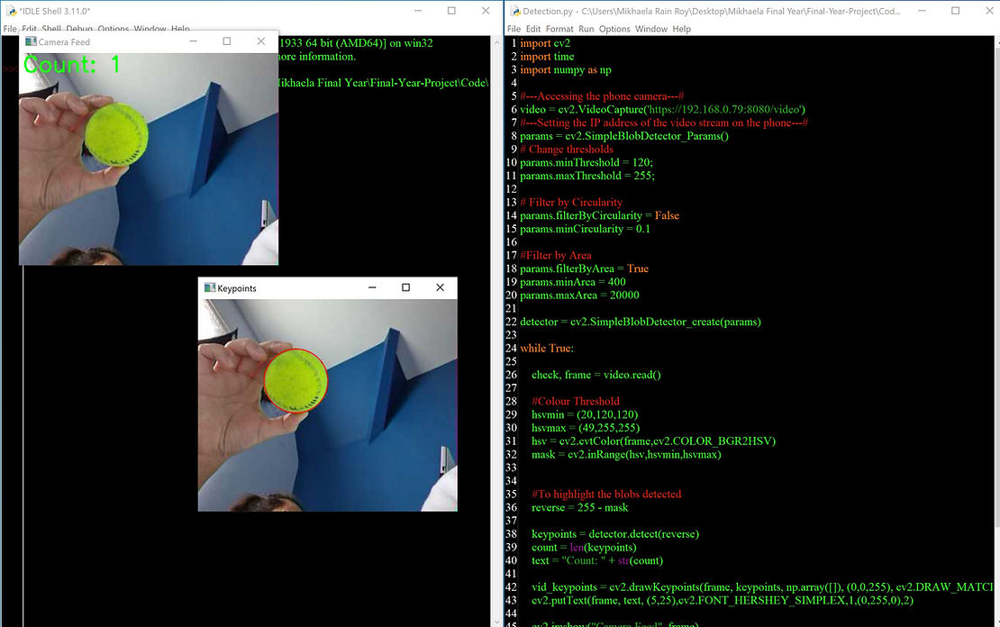 *IDLE Shell 3.11.0*
File Edit Shell Debug Options Window Help
Camera Feed
1933 64 bit (AMD64)] on win32
ore information.
Mikhaela Final Year\Final-Year-Project\Code\
>>>
Count: 1
Keypoints
Detection.py - C:\Users\Mikhaela Rain Roy\Desktop\Mikhaela Final Year\Final-Year-Project\Cod...
File Edit Format Run Options Window Help
1 import cv2
2 import time
3 import numpy as np
4
5 #---Accessing the phone camera---#
6 video = cv2.VideoCapture('https://192.168.0.79:8080/video')
7 #---Setting the IP address of the video stream on the phone---#
8 params = cv2.SimpleBlobDetector_Params()
9 # Change thresholds
10 params.minThreshold = 120;
11 params.maxThreshold = 255;
12
13 # Filter by Circularity
14 params.filterByCircularity = False
15 params.minCircularity = 0.1
16
17 #Filter by Area
18 params.filterByArea = True
19 params.minArea = 400
20 params.maxArea = 20000
21
22 detector = cv2.SimpleBlobDetector_create(params)
23
24 while True:
25
26 check, frame = video.read()
27
28 #Colour Threshold
29 hsvmin = (20,120,120)
30 hsvmax = (49,255,255)
31 hsv = cv2.cvtColor(frame,cv2.COLOR_BGR2HSV)
32 mask = cv2.inRange(hsv,hsvmin,hsvmax)
33
34
35 #To highlight the blobs detected
36 reverse = 255 - mask
37
38 keypoints = detector.detect(reverse)
39 count = len(keypoints)
40 text = "Count: " + str(count)
41
42 vid_keypoints = cv2.drawKeypoints(frame, keypoints, np.array([]), (0,0,255), cv2.DRAW_MATCI
43 cv2.putText(frame, text, (5,25),cv2.FONT_HERSHEY_SIMPLEX,1,(0,255,0),2)
44
45 cv2.imshow("Camera Feed", frame)